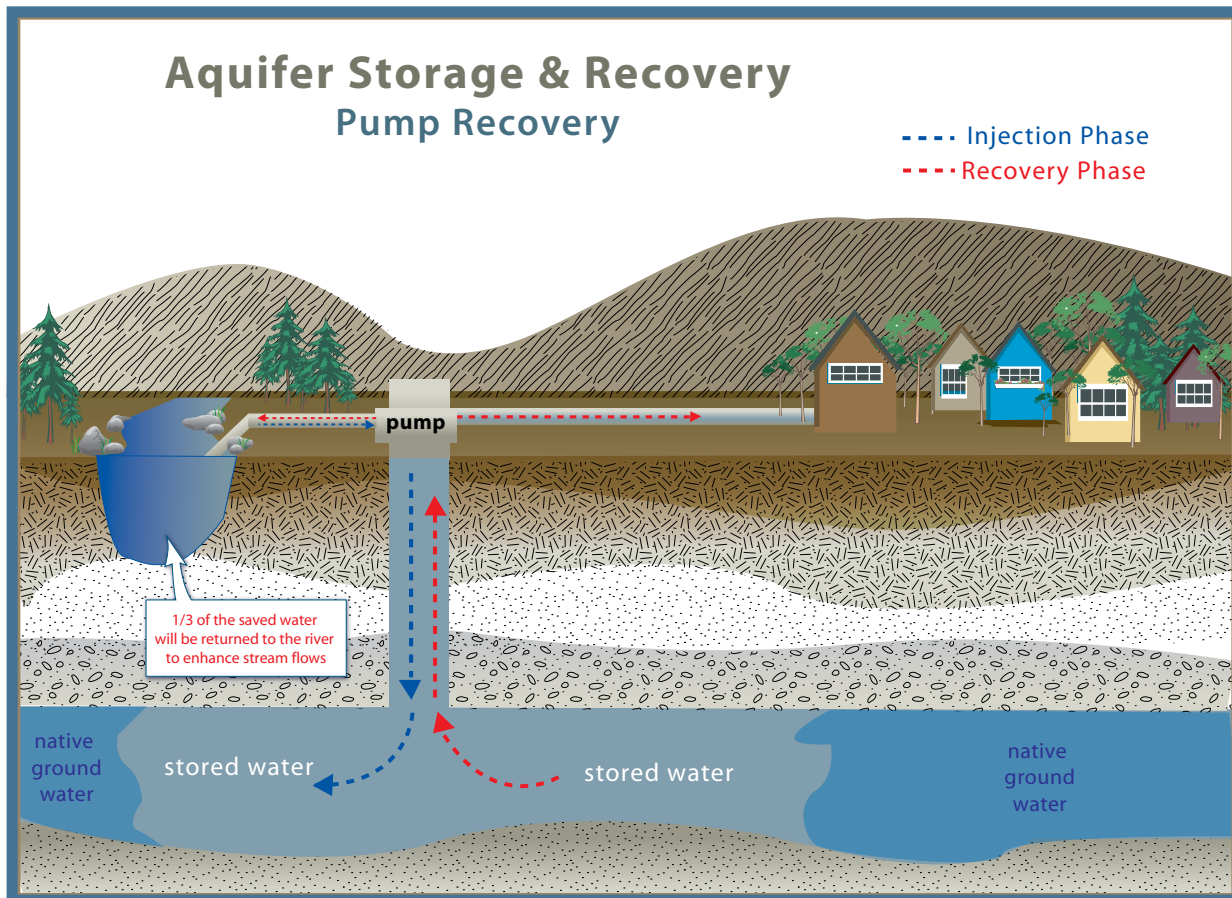 Aquifer Storage & Recovery
Pump Recovery
Injection Phase
Recovery Phase
pump
1/3 of the saved water
will be returned to the river
to enhance stream flows
native
ground
water
stored water
stored water
native
ground
water